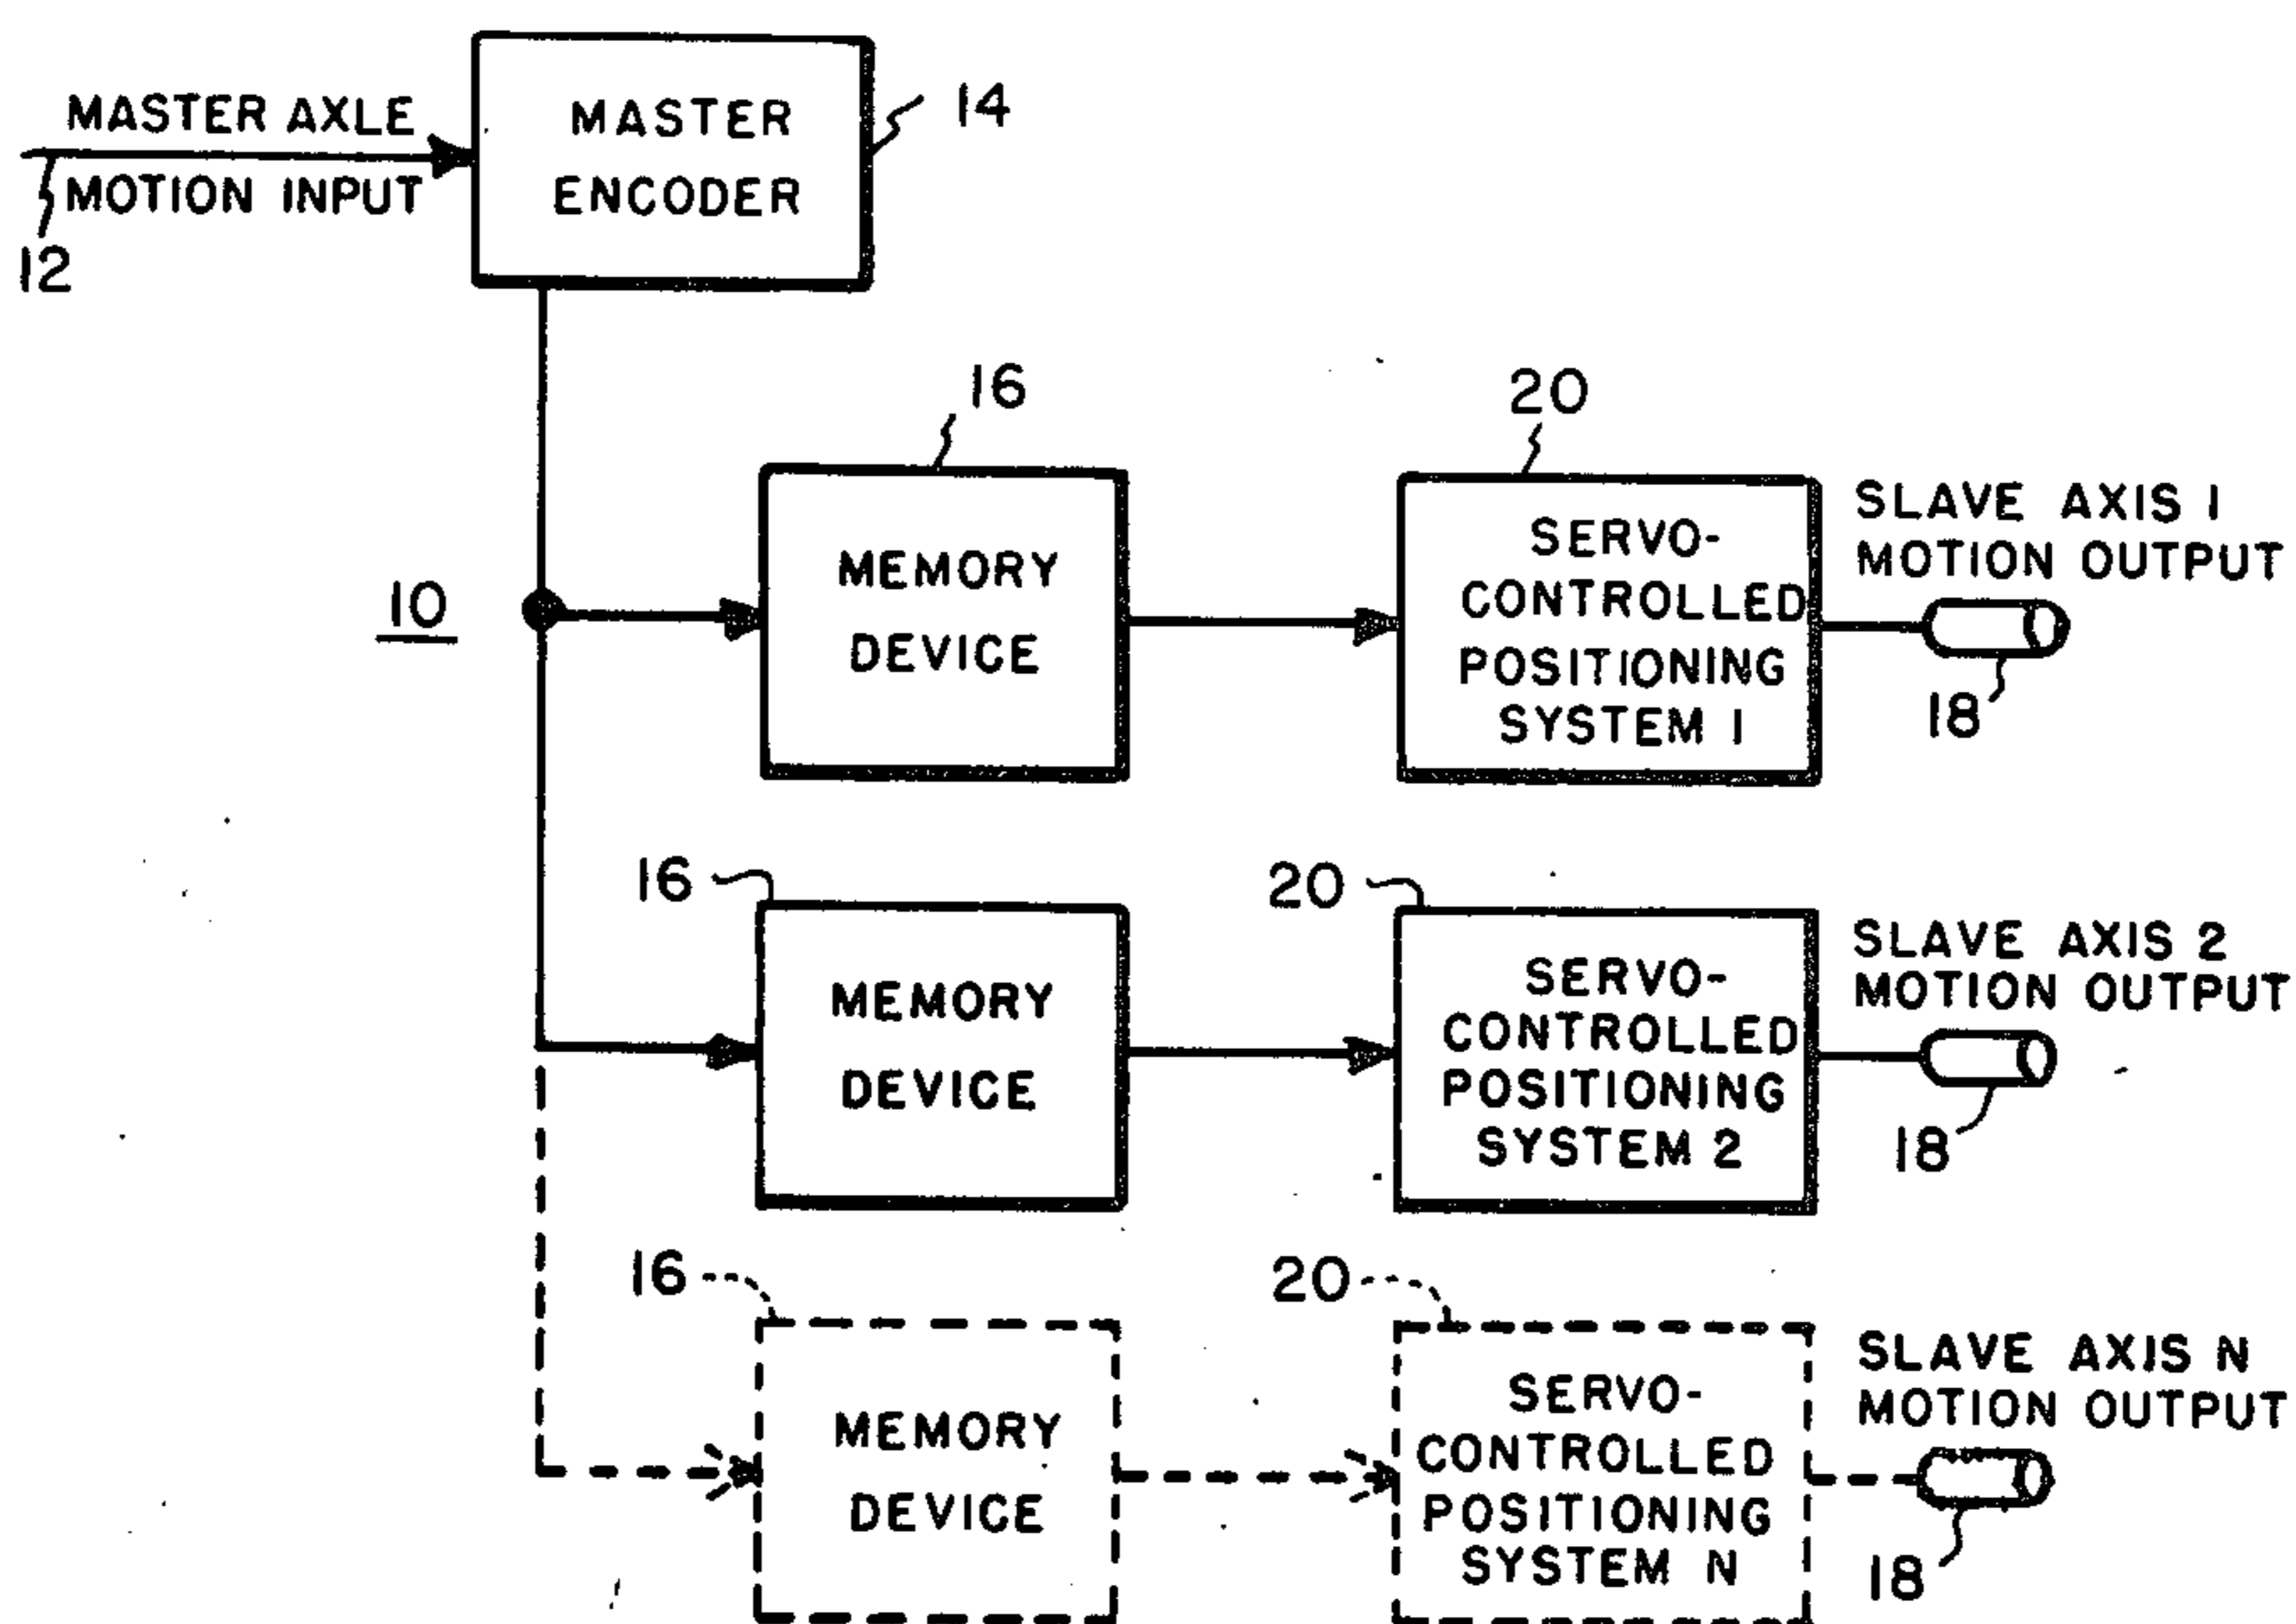 MASTER AXLE
MOTION INPUT
12
MASTER
ENCODER
14
10
16
MEMORY
DEVICE
20
SERVO-
CONTROLLED
POSITIONING
SYSTEM 1
SLAVE AXIS 1
MOTION OUTPUT
18
16
MEMORY
DEVICE
20
SERVO-
CONTROLLED
POSITIONING
SYSTEM 2
SLAVE AXIS 2
MOTION OUTPUT
18
16
MEMORY
DEVICE
20
SERVO-
CONTROLLED
POSITIONING
SYSTEM N
SLAVE AXIS N
MOTION OUTPUT
18